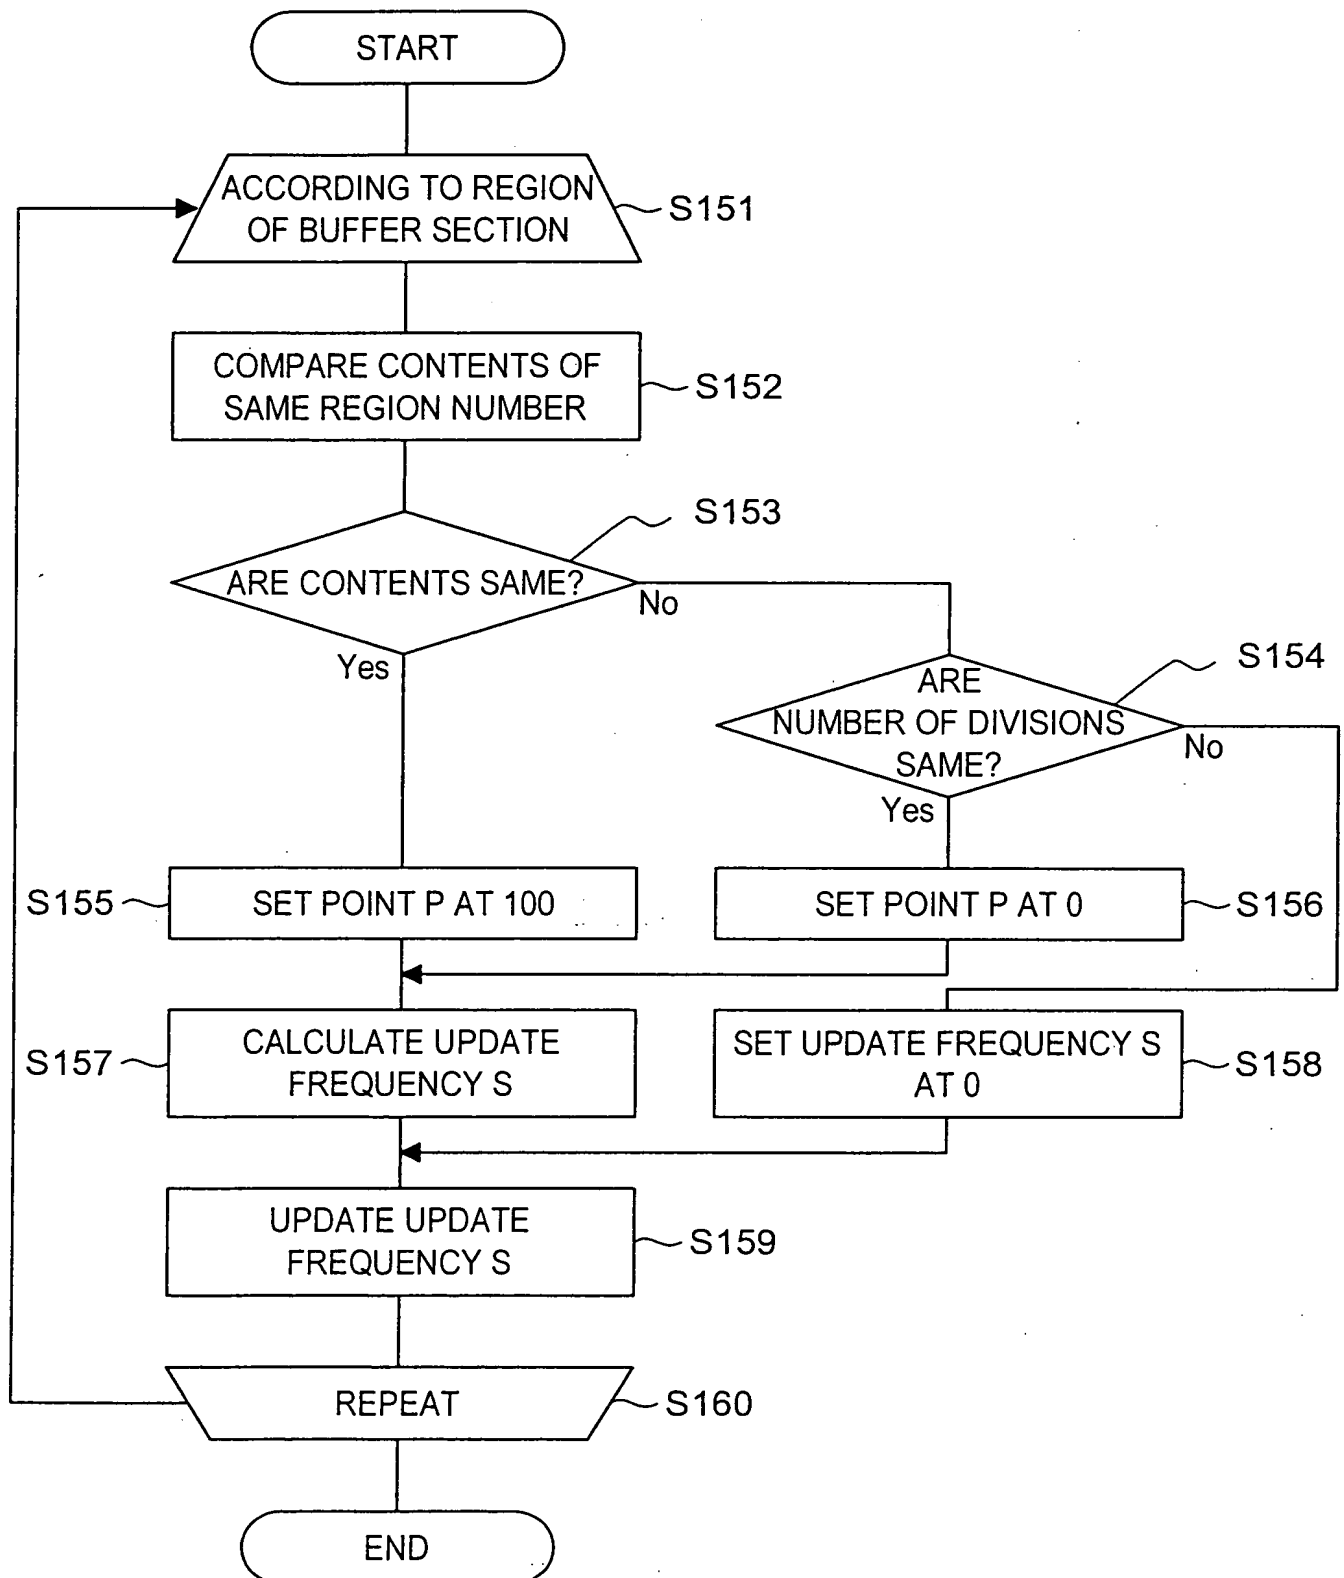 START
ACCORDING TO REGION
OF BUFFER SECTION
S151
COMPARE CONTENTS OF
SAME REGION NUMBER
S152
S153
ARE CONTENTS SAME?
No
Yes
S154
ARE
NUMBER OF DIVISIONS
SAME?
No
Yes
S155
SET POINT P AT 100
SET POINT P AT 0
S156
S157
CALCULATE UPDATE
FREQUENCY S
SET UPDATE FREQUENCY S
AT 0
S158
UPDATE UPDATE
FREQUENCY S
S159
REPEAT
S160
END